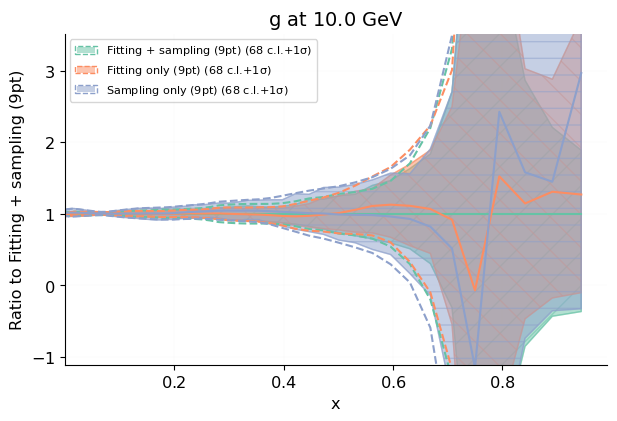 g at 10.0 GeV
Fitting + sampling (9pt) (68 c.l.+1σ)
Fitting only (9pt) (68 c.l.+1σ)
Sampling only (9pt) (68 c.l.+1σ)
Ratio to Fitting + sampling (9pt)
3
2
1
0
−1
0.2 0.4 0.6 0.8
x